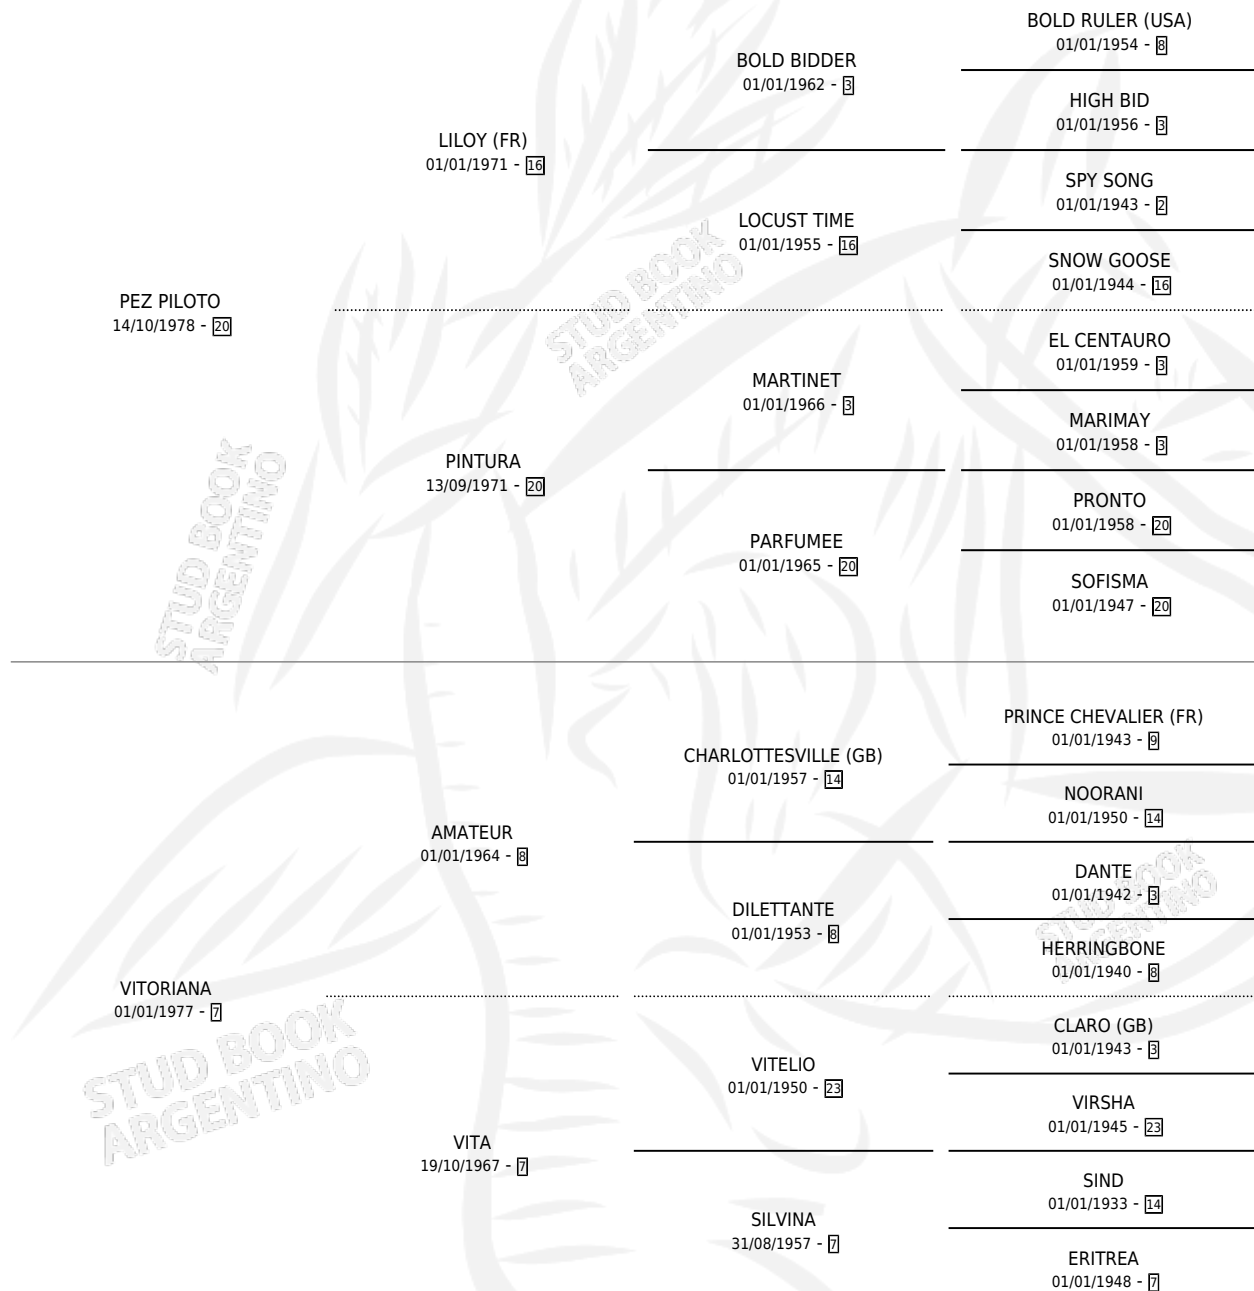 BOLD RULER (USA)
01/01/1954 - 8
BOLD BIDDER
01/01/1962 - 3
HIGH BID
01/01/1956 - 3
LILOY (FR)
01/01/1971 - 16
SPY SONG
01/01/1943 - 2
LOCUST TIME
01/01/1955 - 16
SNOW GOOSE
01/01/1944 - 16
PEZ PILOTO
14/10/1978 - 20
STUD BOOK
ARGENTINO
EL CENTAURO
01/01/1959 - 3
MARTINET
01/01/1966 - 3
MARIMAY
01/01/1958 - 3
PINTURA
13/09/1971 - 20
PRONTO
01/01/1958 - 20
PARFUMEE
01/01/1965 - 20
SOFISMA
01/01/1947 - 20
STUD BOOK
ARGENTINO
PRINCE CHEVALIER (FR)
01/01/1943 - 9
CHARLOTTESVILLE (GB)
01/01/1957 - 14
NOORANI
01/01/1950 - 14
AMATEUR
01/01/1964 - 8
DANTE
01/01/1942 - 3
DILETTANTE
01/01/1953 - 8
HERRINGBONE
01/01/1940 - 8
STUD BOOK
ARGENTINO
VITORIANA
01/01/1977 - 7
STUD BOOK
ARGENTINO
CLARO (GB)
01/01/1943 - 3
VITELIO
01/01/1950 - 23
VIRSHA
01/01/1945 - 23
VITA
19/10/1967 - 7
SIND
01/01/1933 - 14
SILVINA
31/08/1957 - 7
ERITREA
01/01/1948 - 7